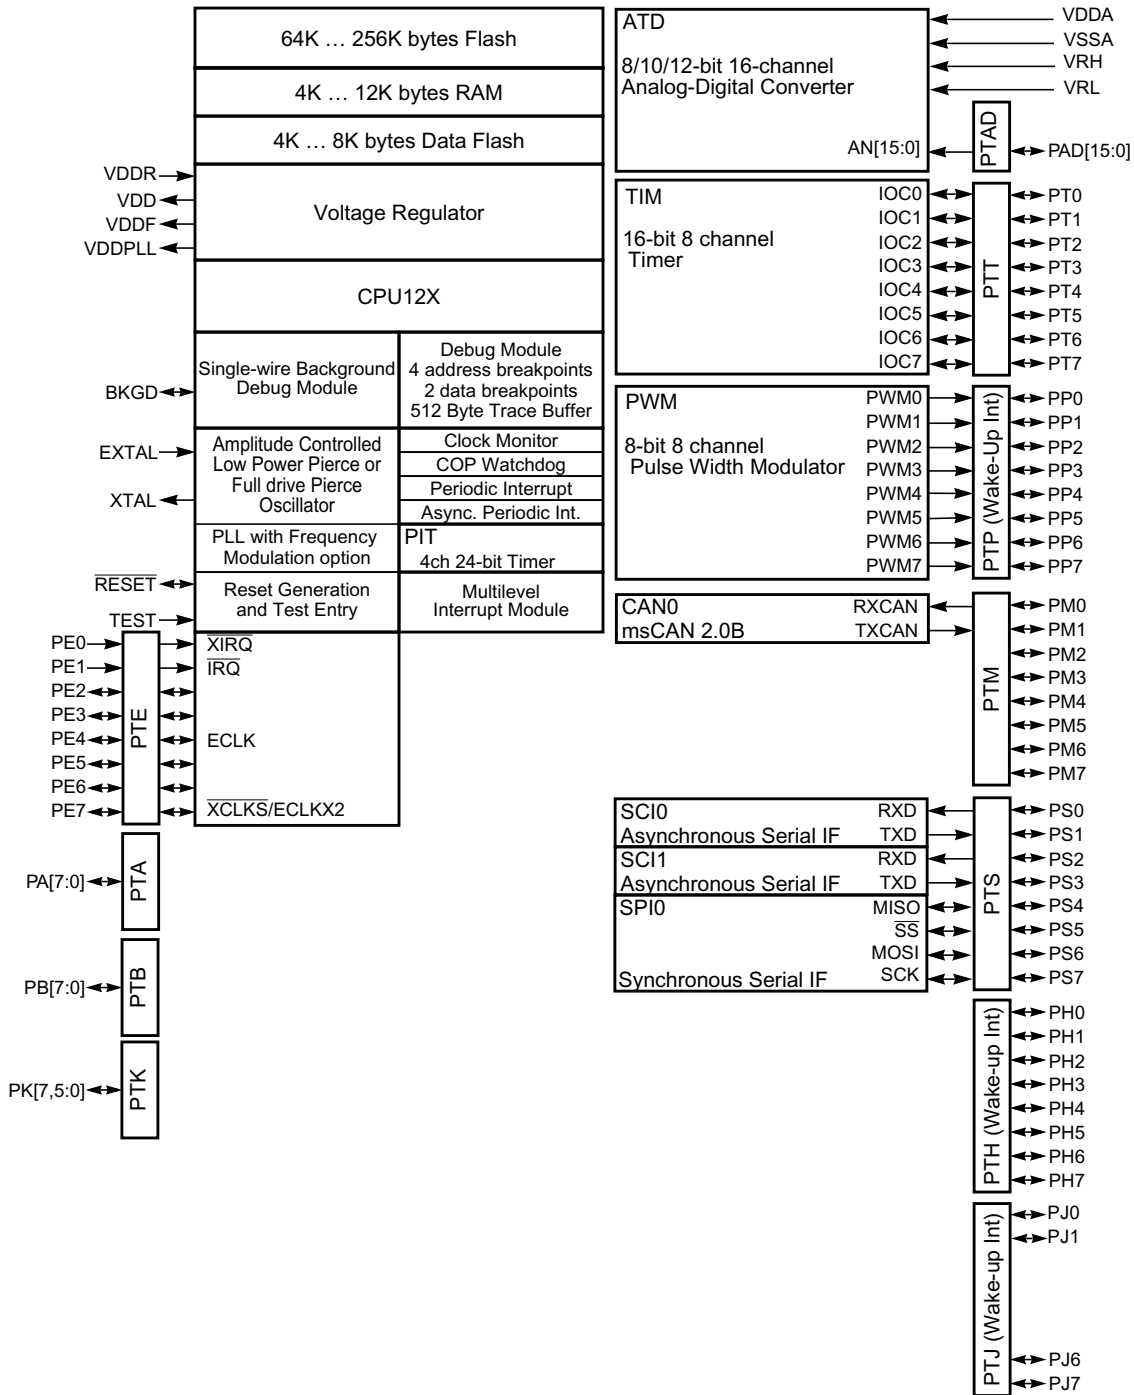 64K … 256K bytes Flash
4K … 12K bytes RAM
4K … 8K bytes Data Flash
VDDR
VDD
VDDF
VDDPLL
Voltage Regulator
CPU12X
BKGD
Single-wire Background
Debug Module
Debug Module
4 address breakpoints
2 data breakpoints
512 Byte Trace Buffer
EXTAL
XTAL
Amplitude Controlled
Low Power Pierce or
Full drive Pierce
Oscillator
Clock Monitor
COP Watchdog
Periodic Interrupt
Async. Periodic Int.
PLL with Frequency
Modulation option
PIT
4ch 24-bit Timer
RESET
TEST
Reset Generation
and Test Entry
Multilevel
Interrupt Module
PE0
PE1
PE2
PE3
PE4
PE5
PE6
PE7
PTE
XIRQ
IRQ
ECLK
XCLKS/ECLKX2
PA[7:0]
PTA
PB[7:0]
PTB
PK[7,5:0]
PTK
ATD
8/10/12-bit 16-channel
Analog-Digital Converter
AN[15:0]
VDDA
VSSA
VRH
VRL
PTAD
PAD[15:0]
TIM
16-bit 8 channel
Timer
IOC0
IOC1
IOC2
IOC3
IOC4
IOC5
IOC6
IOC7
PTT
PT0
PT1
PT2
PT3
PT4
PT5
PT6
PT7
PWM
8-bit 8 channel
Pulse Width Modulator
PWM0
PWM1
PWM2
PWM3
PWM4
PWM5
PWM6
PWM7
PTP (Wake-Up Int)
PP0
PP1
PP2
PP3
PP4
PP5
PP6
PP7
CAN0
msCAN 2.0B
RXCAN
TXCAN
PTM
PM0
PM1
PM2
PM3
PM4
PM5
PM6
PM7
SCI0
Asynchronous Serial IF
RXD
TXD
SCI1
Asynchronous Serial IF
RXD
TXD
SPI0
Synchronous Serial IF
MISO
SS
MOSI
SCK
PTS
PS0
PS1
PS2
PS3
PS4
PS5
PS6
PS7
PTH (Wake-up Int)
PH0
PH1
PH2
PH3
PH4
PH5
PH6
PH7
PTJ (Wake-up Int)
PJ0
PJ1
PJ6
PJ7